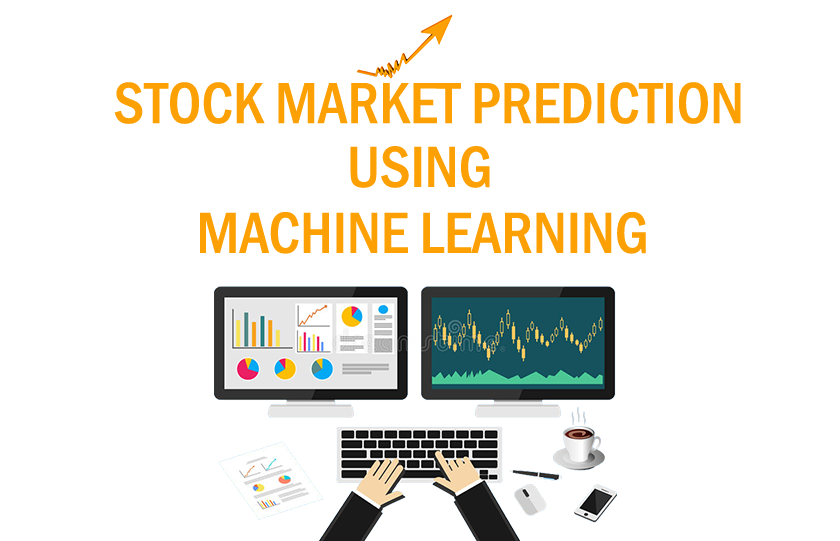 STOCK MARKET PREDICTION
USING
MACHINE LEARNING